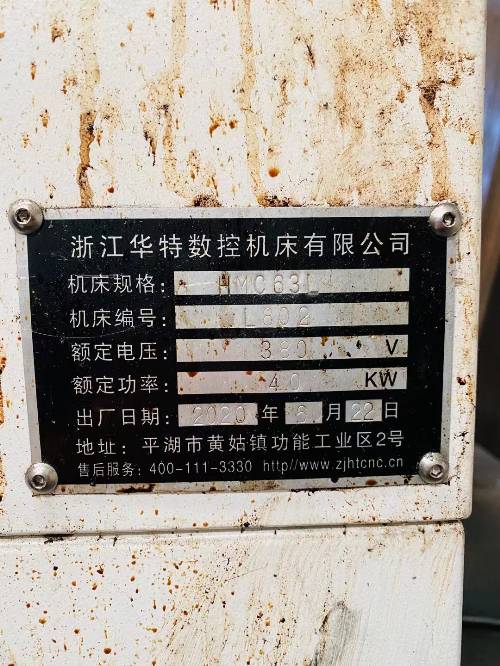 浙江华特数控机床有限公司
机床规格: HMC63L
机床编号: L802
额定电压: 380 V
额定功率: 40 KW
出厂日期: 2020 年 6 月 22 日
地址: 平湖市黄姑镇功能工业区2号
售后服务: 400-111-3330 http//www.zjhtcnc.cn